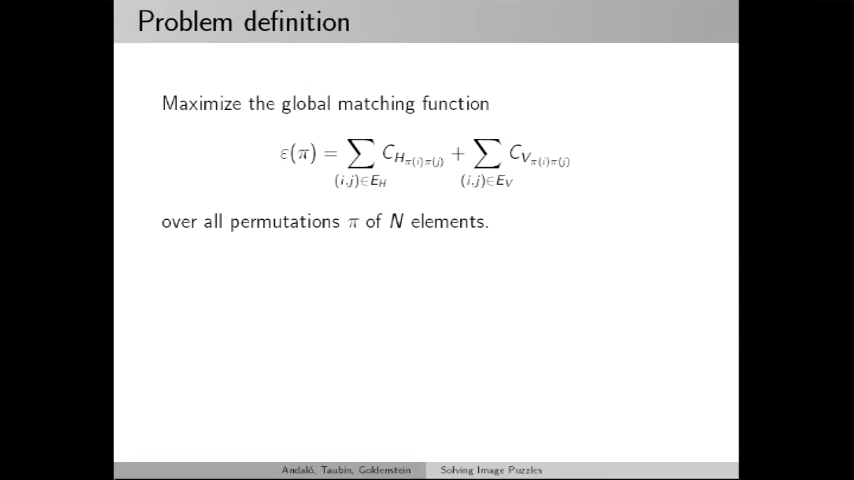 Problem definition
Maximize the global matching function
ε(π) = ∑_{(i,j)∈E_H} C_{H_{π(i)π(j)}} + ∑_{(i,j)∈E_V} C_{V_{π(i)π(j)}}
over all permutations π of N elements.
Andaló, Taubin, Goldenstein Solving Image Puzzles